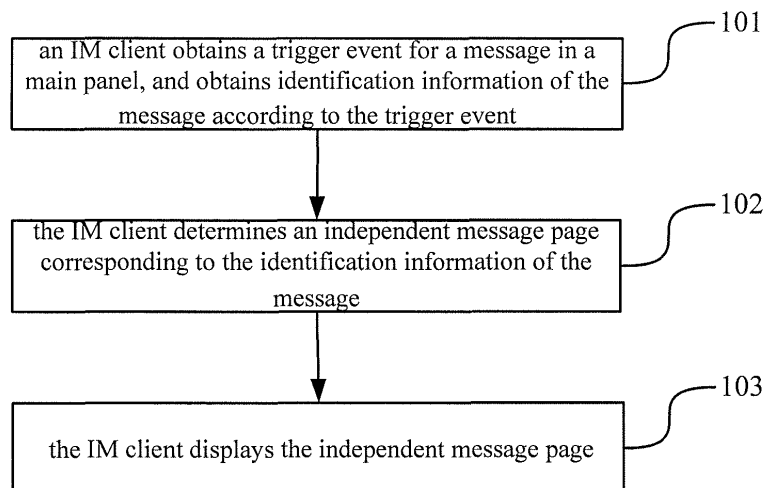 101
an IM client obtains a trigger event for a message in a
main panel, and obtains identification information of the
message according to the trigger event
102
the IM client determines an independent message page
corresponding to the identification information of the
message
103
the IM client displays the independent message page